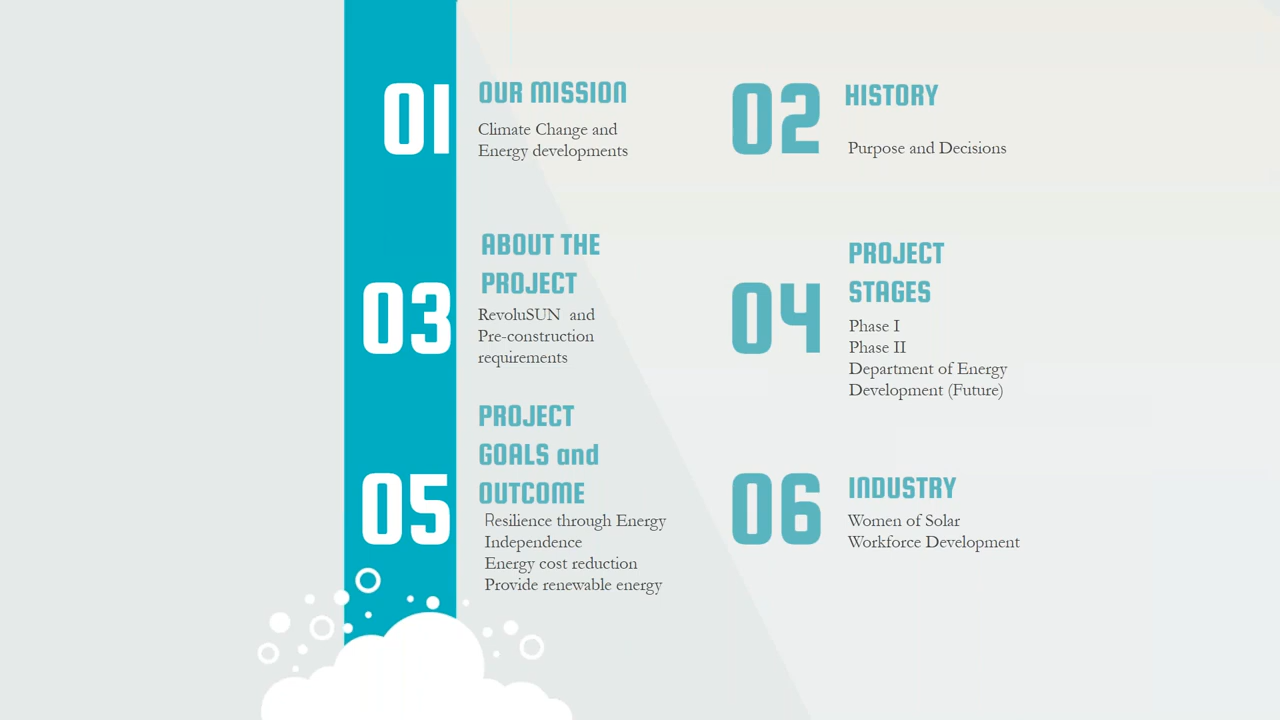 01
OUR MISSION
Climate Change and
Energy developments
02
HISTORY
Purpose and Decisions
03
ABOUT THE
PROJECT
RevoluSUN and
Pre-construction
requirements
04
PROJECT
STAGES
Phase I
Phase II
Department of Energy
Development (Future)
05
PROJECT
GOALS and
OUTCOME
Resilience through Energy
Independence
Energy cost reduction
Provide renewable energy
06
INDUSTRY
Women of Solar
Workforce Development